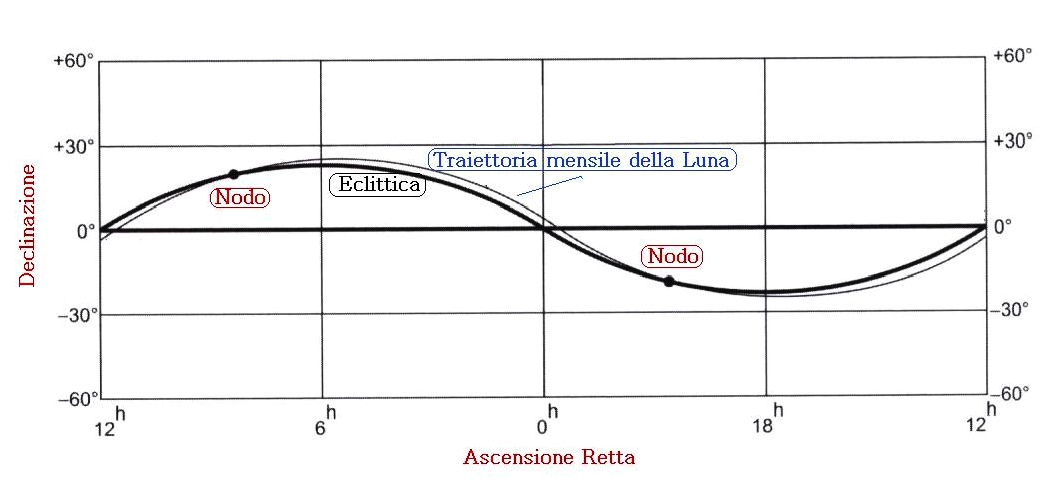 +60° +60°
+30° +30°
Traiettoria mensile della Luna
Eclittica
Nodo
0° 0°
Nodo
Declinazione
−30° −30°
−60° −60°
12h 6h 0h 18h 12h
Ascensione Retta